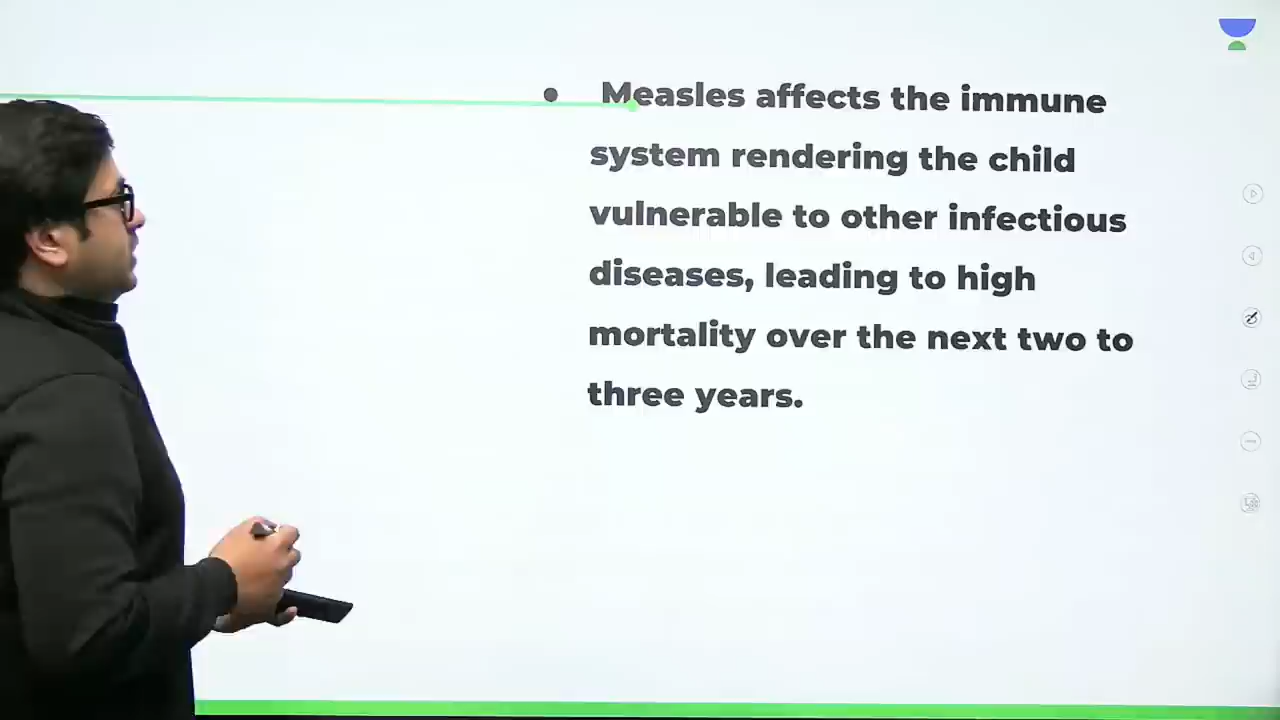 • Measles affects the immune
system rendering the child
vulnerable to other infectious
diseases, leading to high
mortality over the next two to
three years.